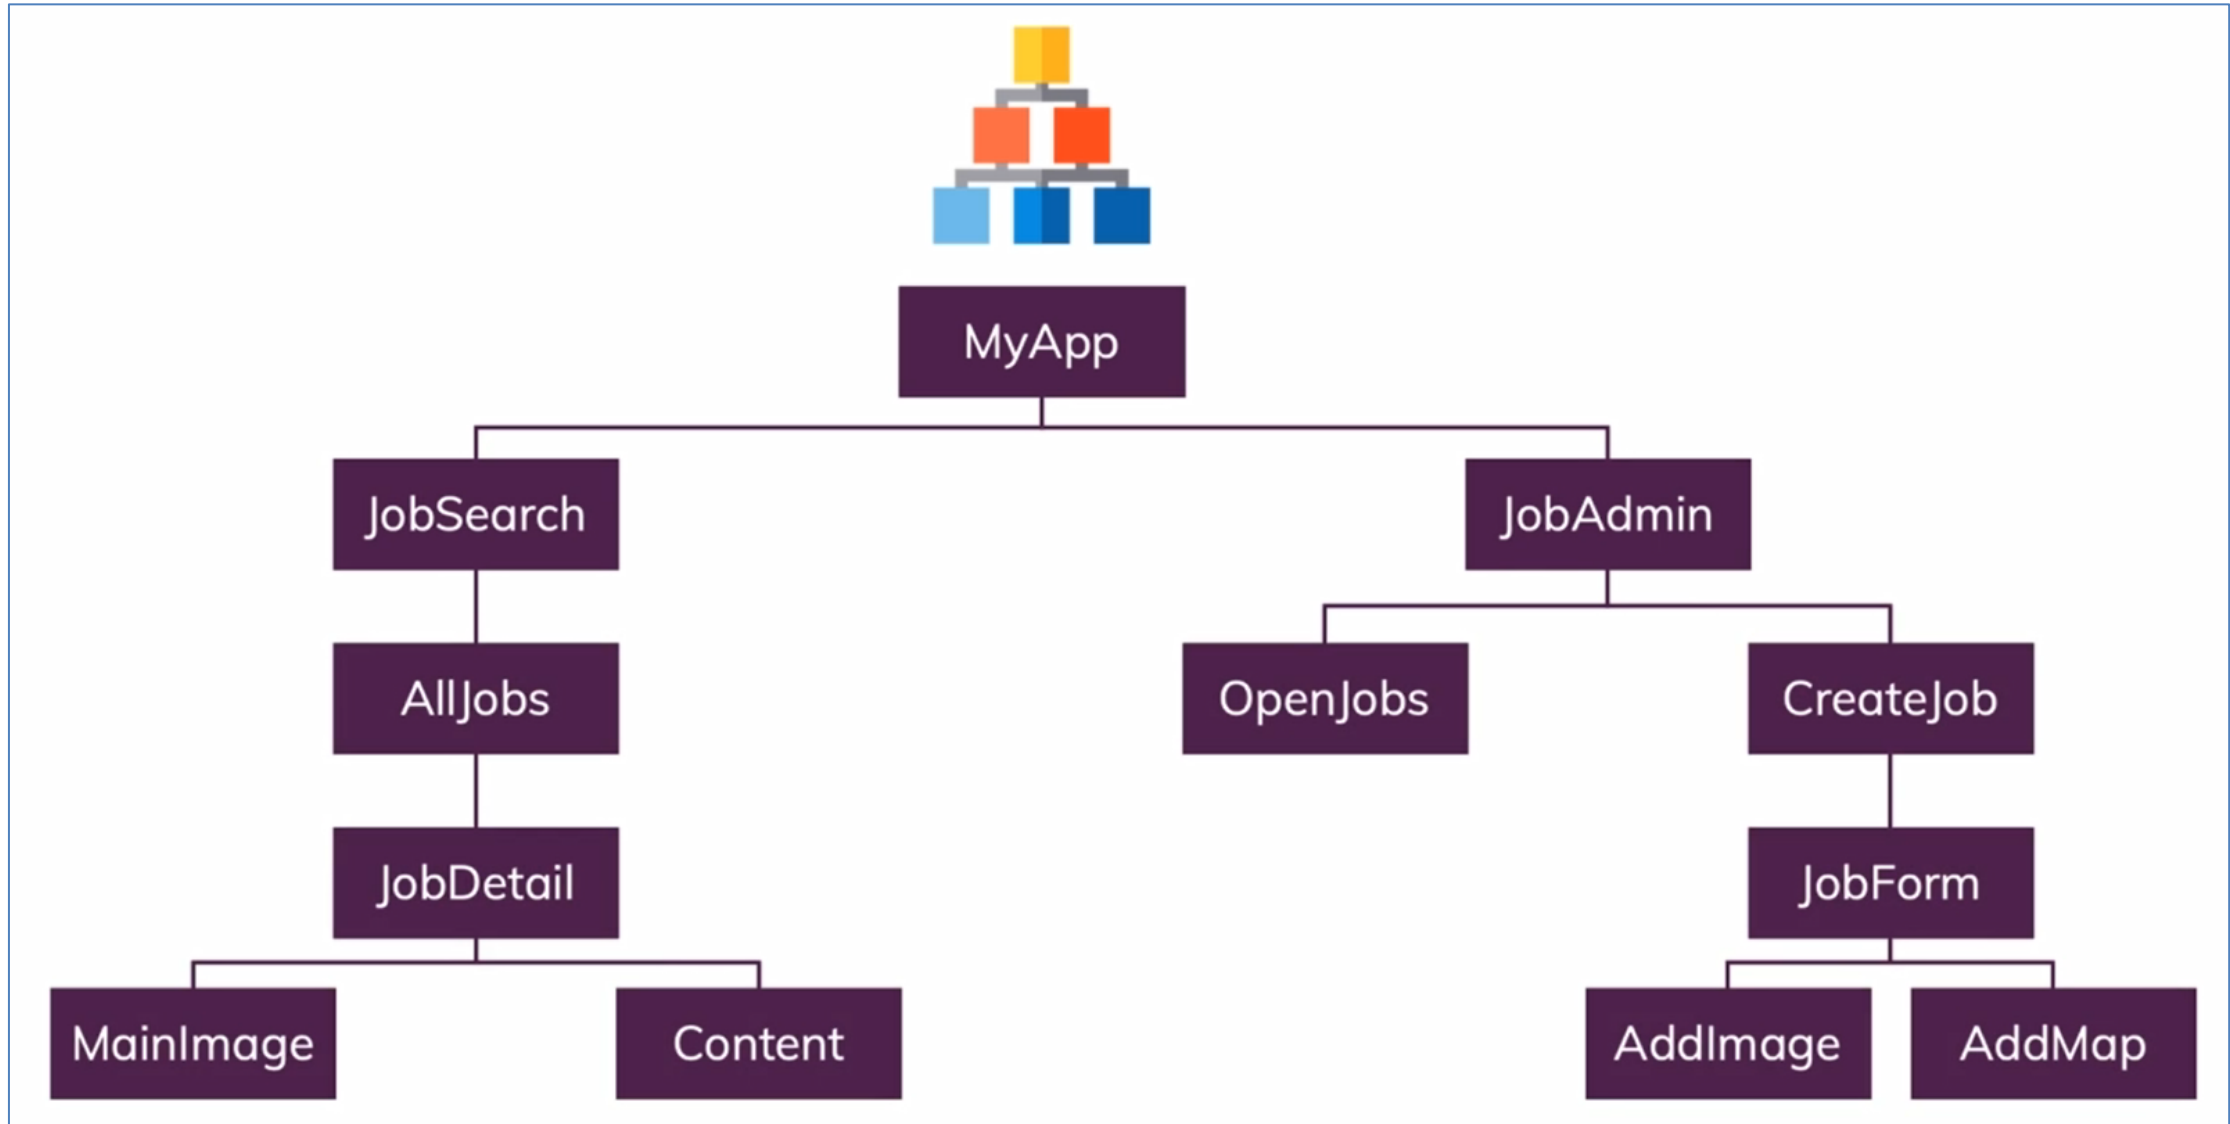 MyApp
JobSearch
JobAdmin
AllJobs
OpenJobs
CreateJob
JobDetail
JobForm
MainImage
Content
AddImage
AddMap